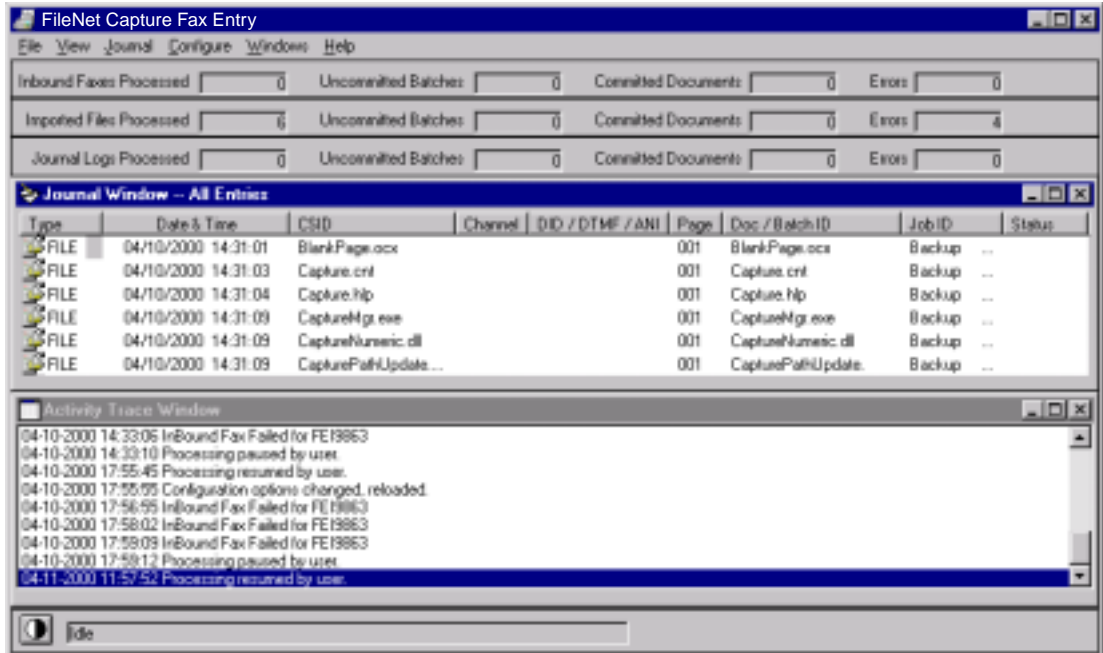 FileNet Capture Fax Entry
File View Journal Configure Windows Help
Inbound Faxes Processed 0 Uncommitted Batches 0 Committed Documents 0 Errors 0
Imported Files Processed 6 Uncommitted Batches 0 Committed Documents 0 Errors 4
Journal Logs Processed 0 Uncommitted Batches 0 Committed Documents 0 Errors 0
Journal Window -- All Entries
Type Date & Time CSID Channel DID / DTMF / ANI Page Doc / Batch ID Job ID Status
FILE 04/10/2000 14:31:01 BlankPage.ocx 001 BlankPage.ocx Backup ...
FILE 04/10/2000 14:31:03 Capture.cnt 001 Capture.cnt Backup ...
FILE 04/10/2000 14:31:04 Capture.hlp 001 Capture.hlp Backup ...
FILE 04/10/2000 14:31:09 CaptureMgr.exe 001 CaptureMgr.exe Backup ...
FILE 04/10/2000 14:31:09 CaptureNumeric.dll 001 CaptureNumeric.dll Backup ...
FILE 04/10/2000 14:31:09 CapturePathUpdate.... 001 CapturePathUpdate. Backup ...
Activity Trace Window
04-10-2000 14:33:06 InBound Fax Failed for FEI9863
04-10-2000 14:33:10 Processing paused by user.
04-10-2000 17:55:45 Processing resumed by user.
04-10-2000 17:55:55 Configuration options changed, reloaded.
04-10-2000 17:56:55 InBound Fax Failed for FEI9863
04-10-2000 17:58:02 InBound Fax Failed for FEI9863
04-10-2000 17:59:09 InBound Fax Failed for FEI9863
04-10-2000 17:59:12 Processing paused by user.
04-11-2000 11:57:52 Processing resumed by user.
Idle